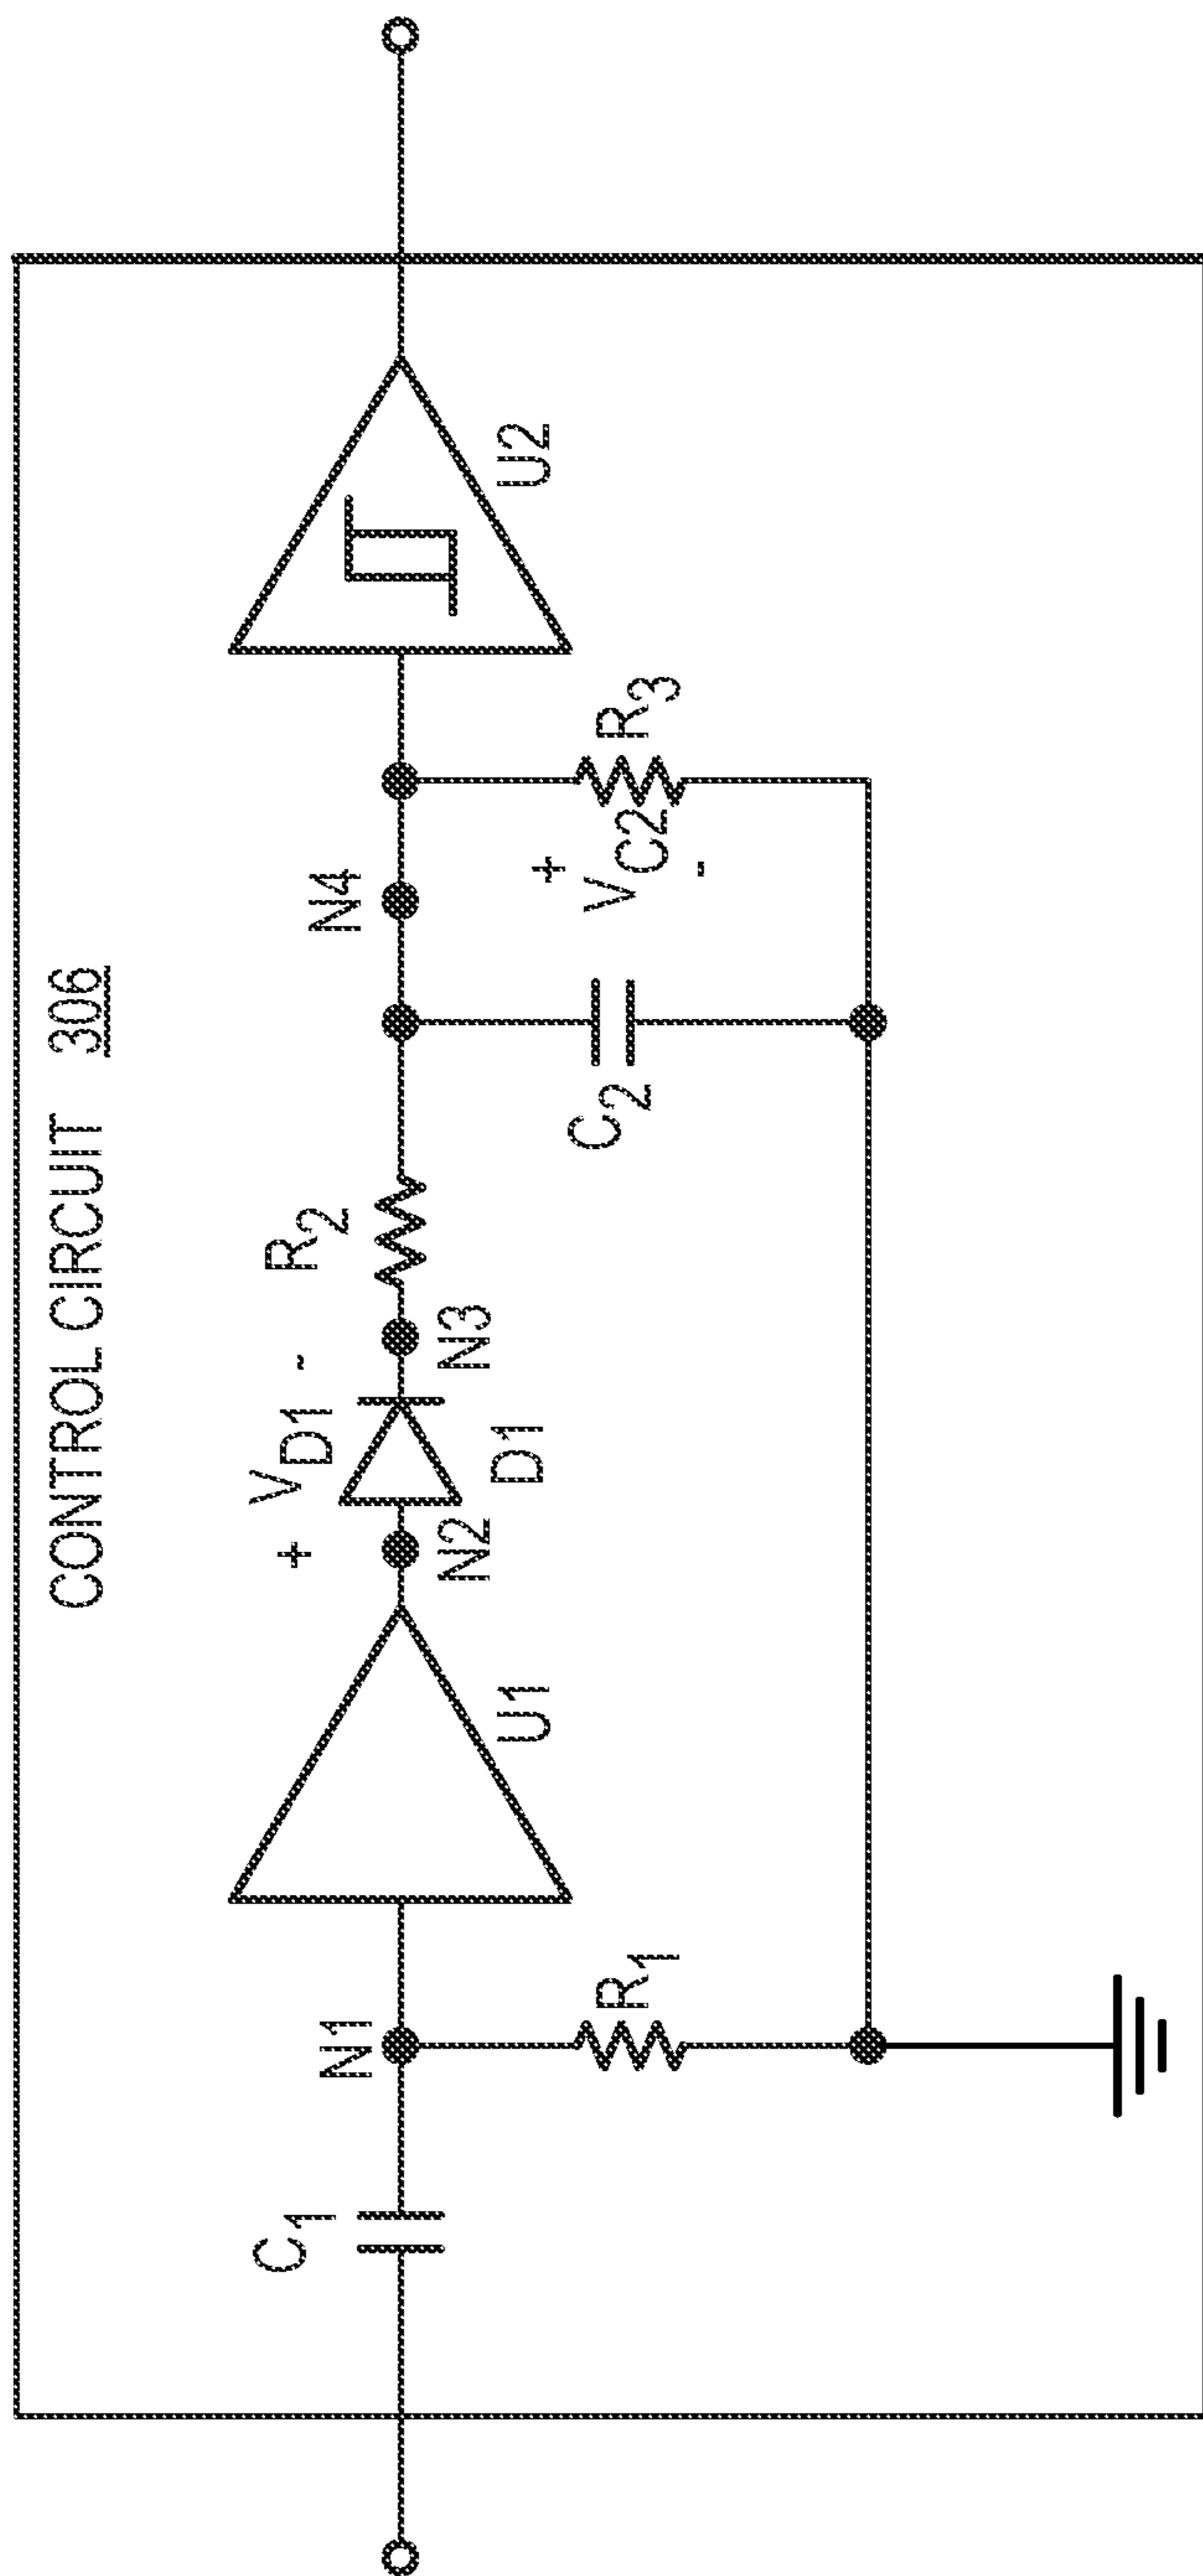 CONTROL CIRCUIT 306
C1
N1
R1
U1
N2
+ VD1 -
D1
N3
R2
C2
N4
+
VC2
-
R3
U2